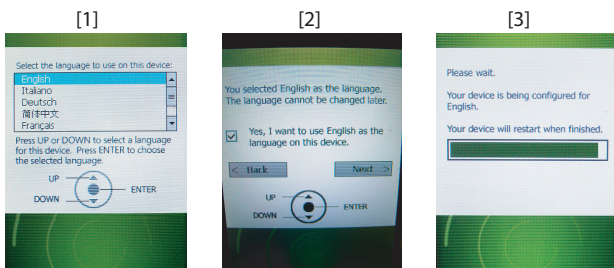 [1]
Select the language to use on this device:
English
Italiano
Deutsch
简体中文
Français
Press UP or DOWN to select a language
for this device. Press ENTER to choose
the selected language.
UP
ENTER
DOWN
[2]
You selected English as the language.
The language cannot be changed later.
Yes, I want to use English as the
language on this device.
< Back
Next >
UP
ENTER
DOWN
[3]
Please wait.
Your device is being configured for
English.
Your device will restart when finished.